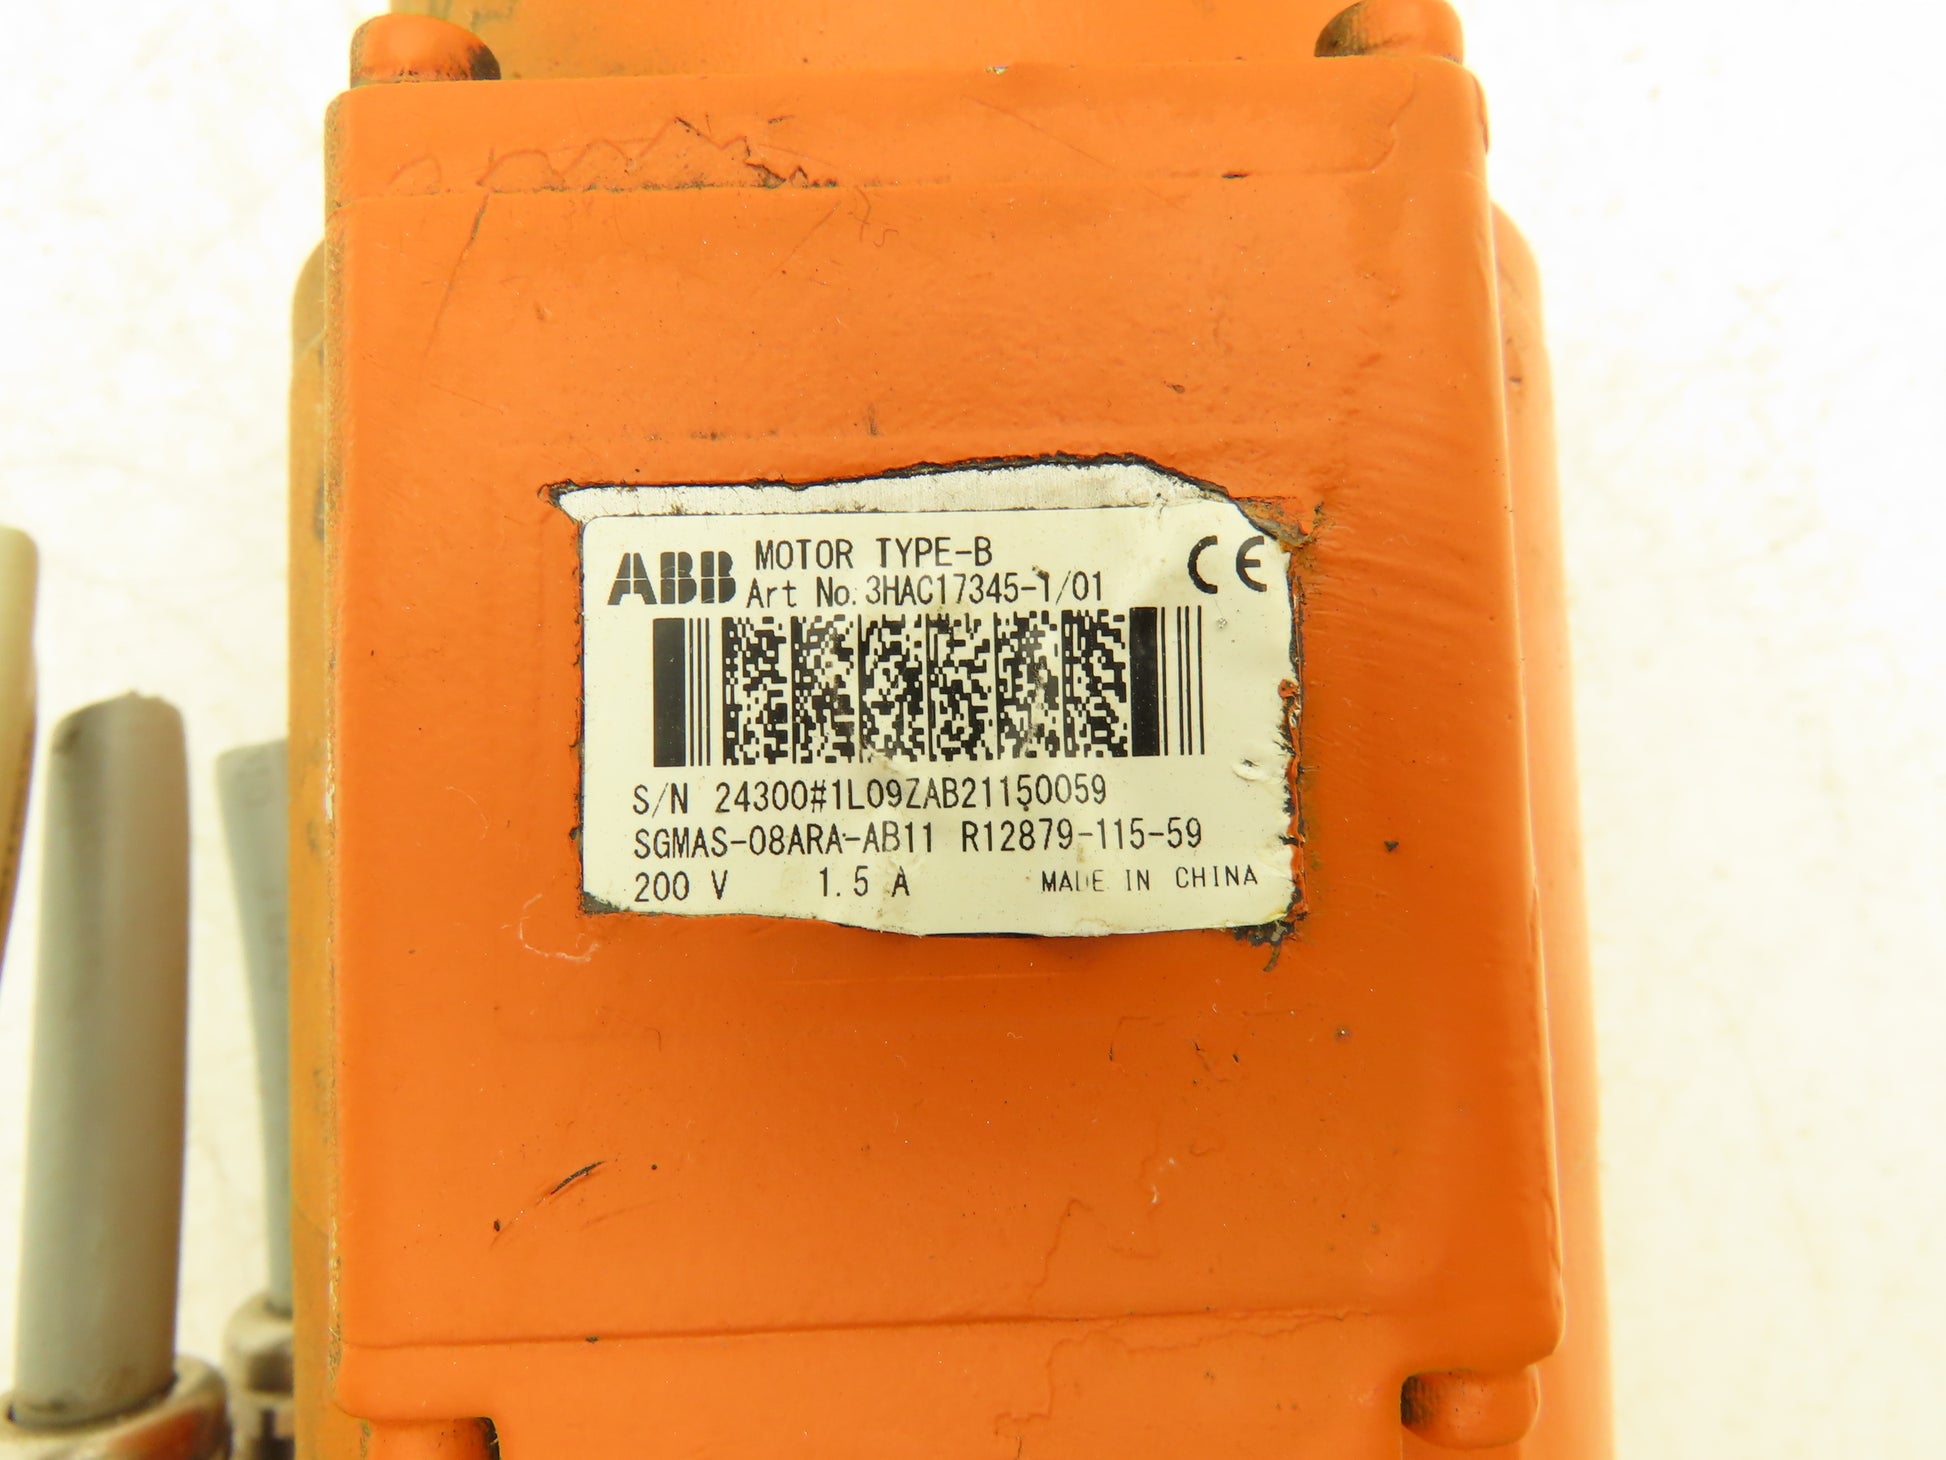 ABB MOTOR TYPE-B CE
Art No. 3HAC17345-1/01
S/N 24300#1L09ZAB21150059
SGMAS-08ARA-AB11 R12879-115-59
200 V 1.5 A MADE IN CHINA